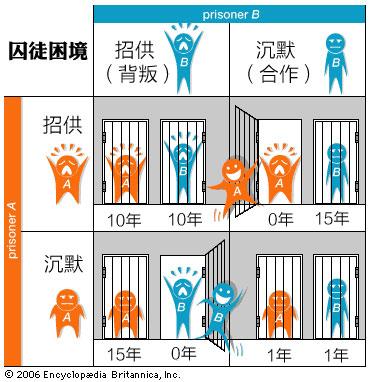 prisoner B
囚徒困境
招供
（背叛）
B
沉默
（合作）
B
prisoner A
招供
A
A
B
A
A
B
10年
10年
0年
15年
沉默
A
A
B
B
A
B
15年
0年
1年
1年
© 2006 Encyclopædia Britannica, Inc.